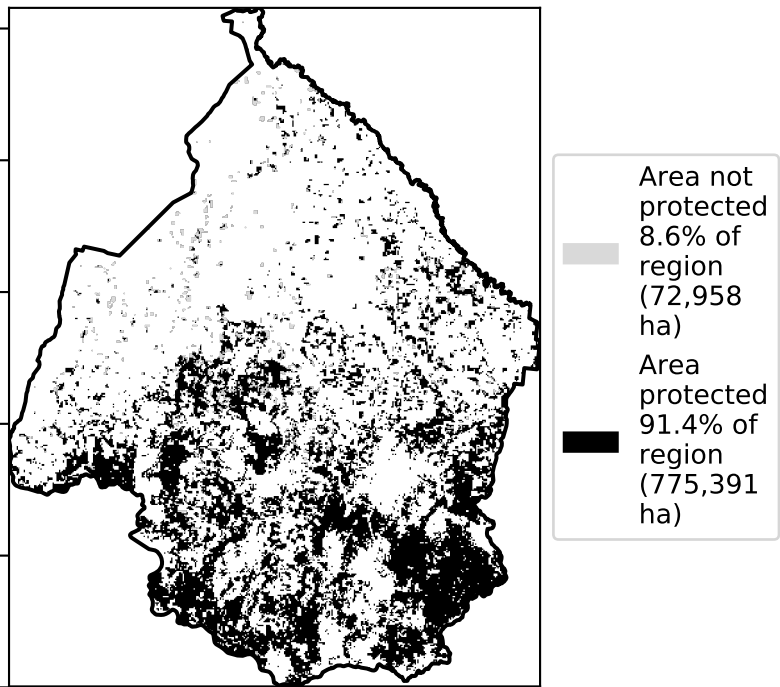 Area not
protected
8.6% of
region
(72,958
ha)
Area
protected
91.4% of
region
(775,391
ha)